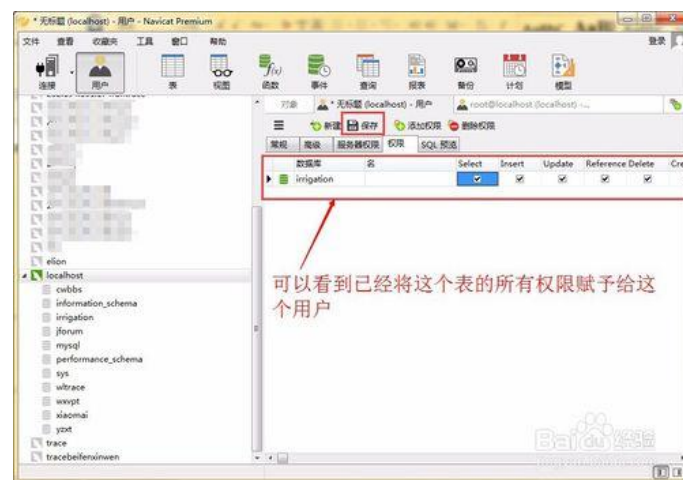 * 无标题 (localhost) - 用户 - Navicat Premium
文件 查看 收藏夹 工具 窗口 帮助 登录
连接 用户 表 视图 函数 事件 查询 报表 备份 计划 模型
对象 * 无标题 (localhost) - 用户 root@localhost (localhost) -...
新建 保存 添加权限 删除权限
常规 高级 服务器权限 权限 SQL 预览
数据库 名 Select Insert Update Reference Delete Cre
irrigation
elion
localhost
cwbbs
information_schema
irrigation
jforum
mysql
performance_schema
sys
wltrace
wxvpt
xiaomai
yzxt
trace
tracebeifenxinwen
可以看到已经将这个表的所有权限赋予给这
个用户
Baidu 经验